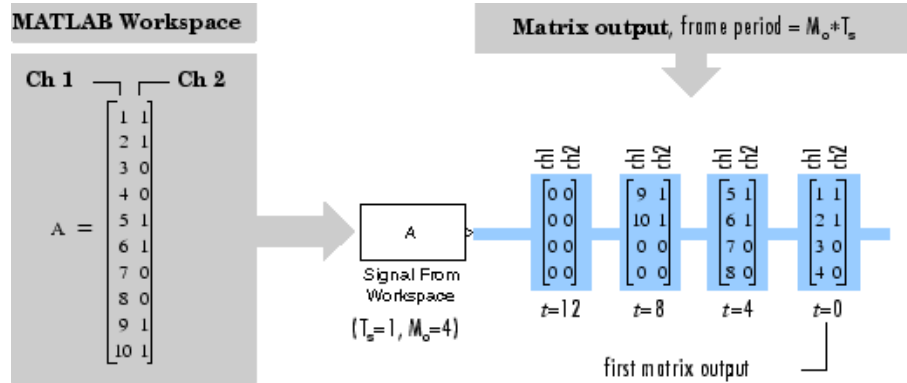 MATLAB Workspace
Ch 1 Ch 2
A =
1 1
2 1
3 0
4 0
5 1
6 1
7 0
8 0
9 1
10 1
Matrix output, frame period = Mo*Ts
A
Signal From
Workspace
(Ts=1, Mo=4)
ch1 ch2
0 0
0 0
0 0
0 0
t=12
ch1 ch2
9 1
10 1
0 0
0 0
t=8
ch1 ch2
5 1
6 1
7 0
8 0
t=4
ch1 ch2
1 1
2 1
3 0
4 0
t=0
first matrix output